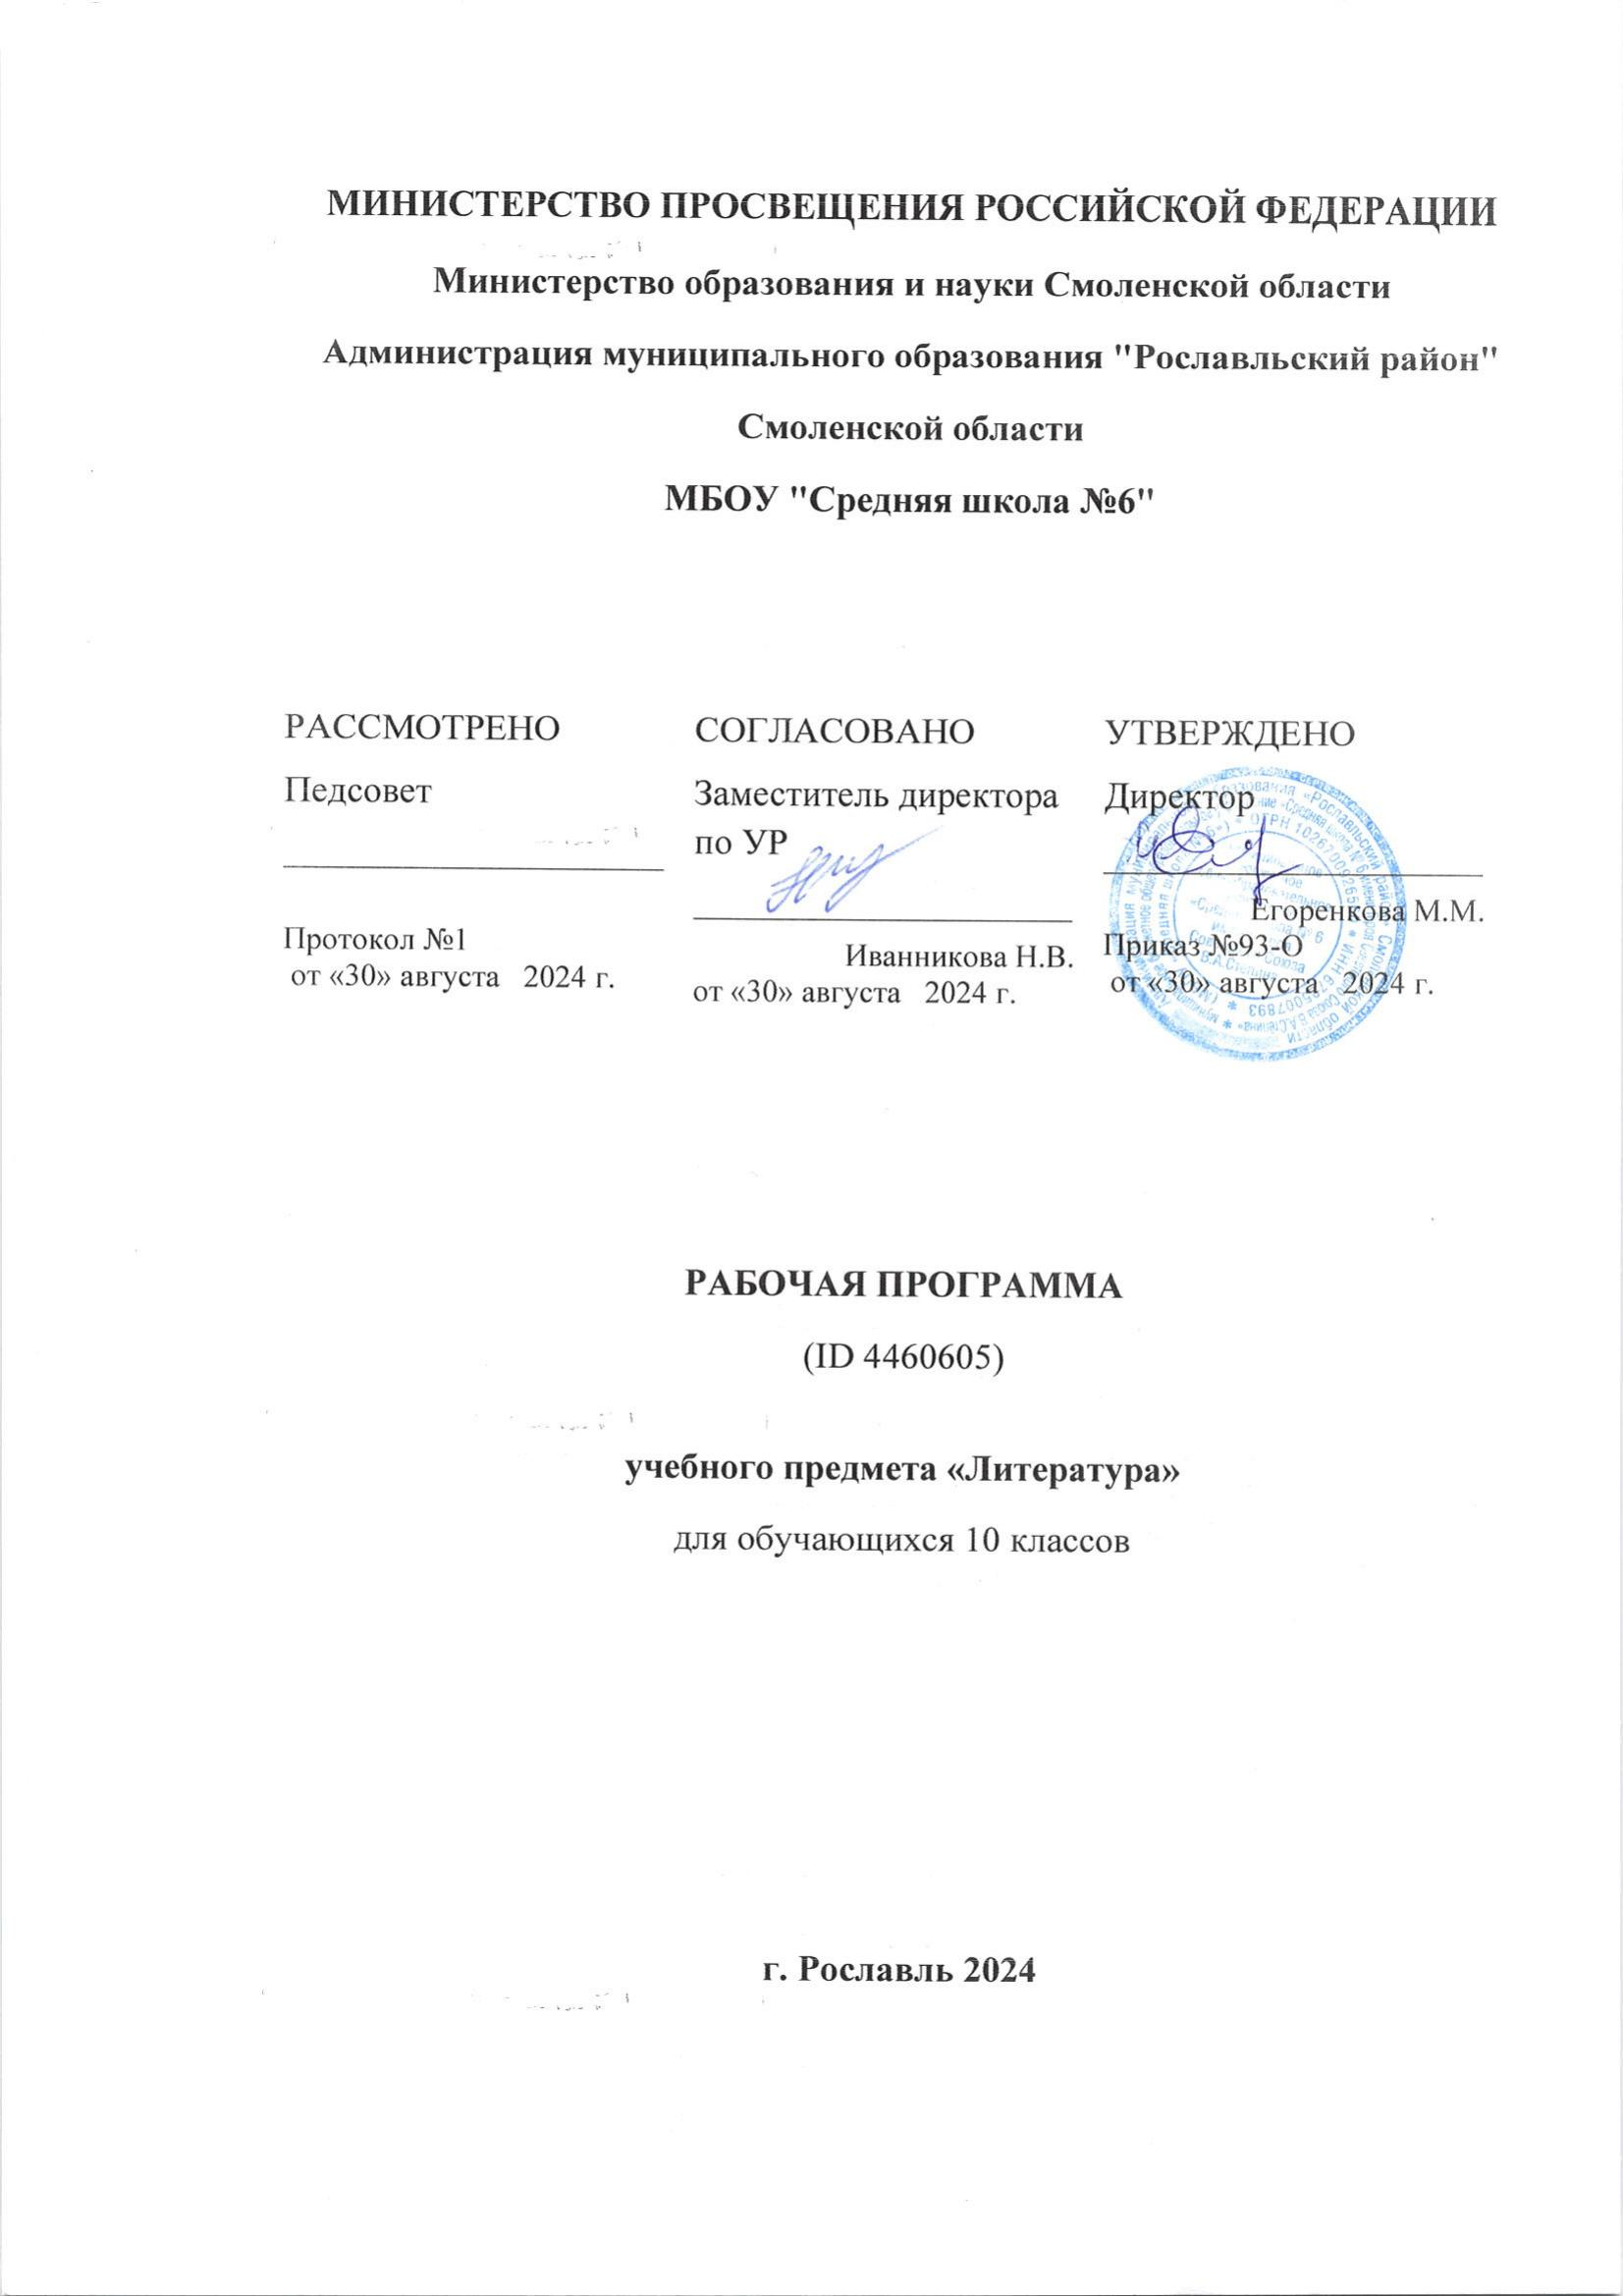 МИНИСТЕРСТВО ПРОСВЕЩЕНИЯ РОССИЙСКОЙ ФЕДЕРАЦИИ
Министерство образования и науки Смоленской области
Администрация муниципального образования "Рославльский район"
Смоленской области
МБОУ "Средняя школа №6"
РАССМОТРЕНО
Педсовет
Протокол №1
от «30» августа 2024 г.
СОГЛАСОВАНО
Заместитель директора
по УР
Иванникова Н.В.
от «30» августа 2024 г.
УТВЕРЖДЕНО
Директор
Егоренкова М.М.
Приказ №93-О
от «30» августа 2024 г.
РАБОЧАЯ ПРОГРАММА
(ID 4460605)
учебного предмета «Литература»
для обучающихся 10 классов
г. Рославль 2024